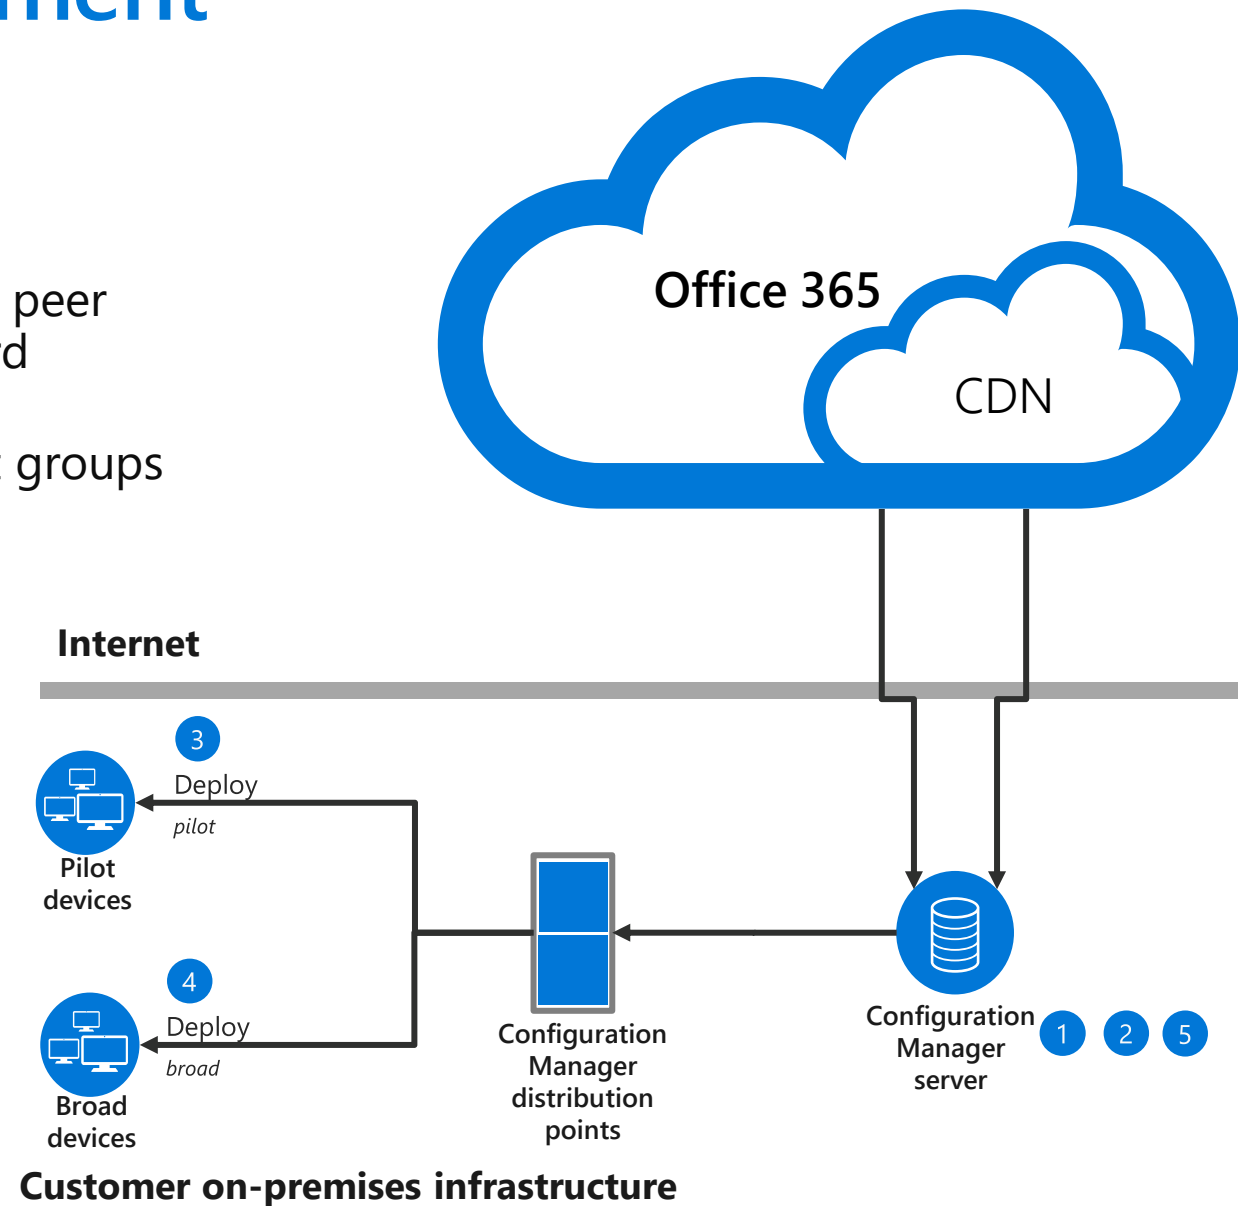 peer
groups
Office 365
CDN
Internet
3
Deploy
pilot
Pilot
devices
4
Deploy
broad
Broad
devices
Configuration
Manager
distribution
points
Configuration
Manager
server
1 2 5
Customer on-premises infrastructure